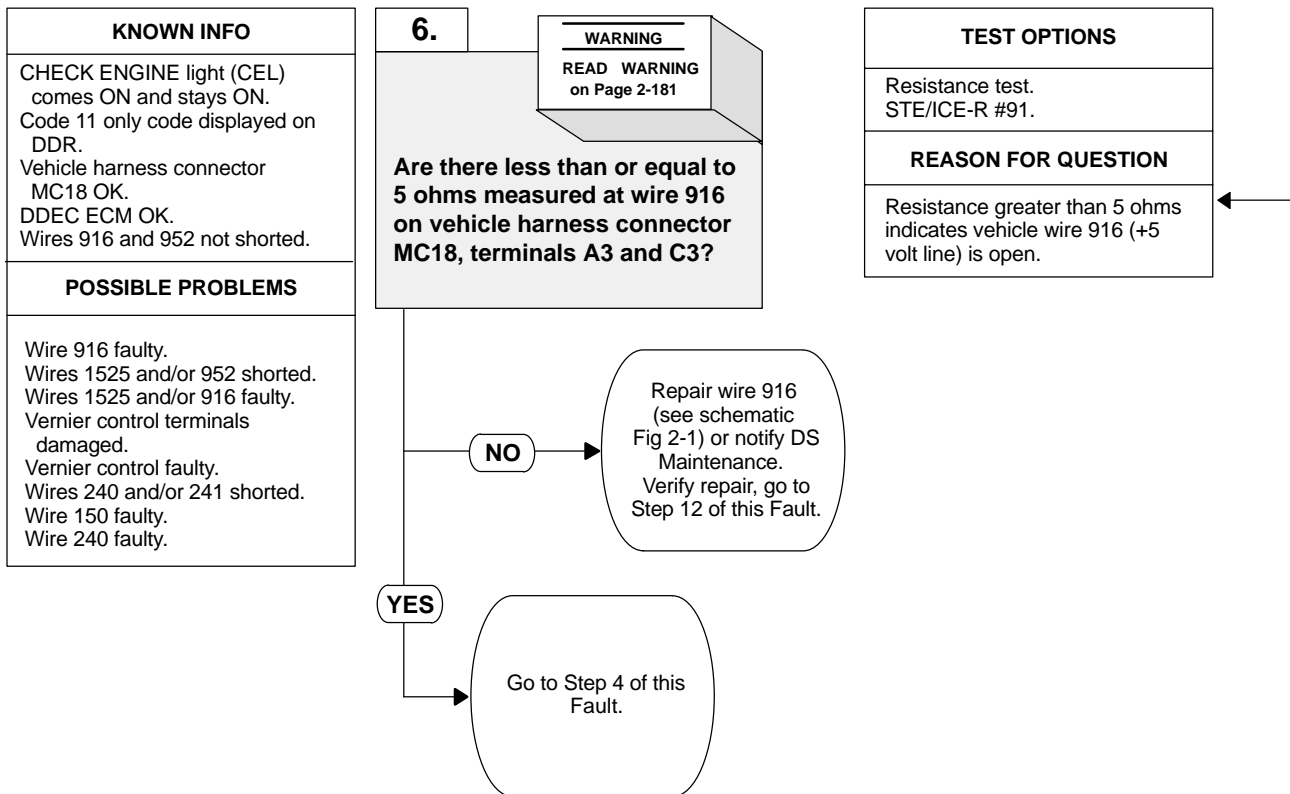 KNOWN INFO
CHECK ENGINE light (CEL)
comes ON and stays ON.
Code 11 only code displayed on
DDR.
Vehicle harness connector
MC18 OK.
DDEC ECM OK.
Wires 916 and 952 not shorted.
POSSIBLE PROBLEMS
Wire 916 faulty.
Wires 1525 and/or 952 shorted.
Wires 1525 and/or 916 faulty.
Vernier control terminals
damaged.
Vernier control faulty.
Wires 240 and/or 241 shorted.
Wire 150 faulty.
Wire 240 faulty.
6.
WARNING
READ WARNING
on Page 2-181
Are there less than or equal to
5 ohms measured at wire 916
on vehicle harness connector
MC18, terminals A3 and C3?
TEST OPTIONS
Resistance test.
STE/ICE-R #91.
REASON FOR QUESTION
Resistance greater than 5 ohms
indicates vehicle wire 916 (+5
volt line) is open.
NO
Repair wire 916
(see schematic
Fig 2-1) or notify DS
Maintenance.
Verify repair, go to
Step 12 of this Fault.
YES
Go to Step 4 of this
Fault.